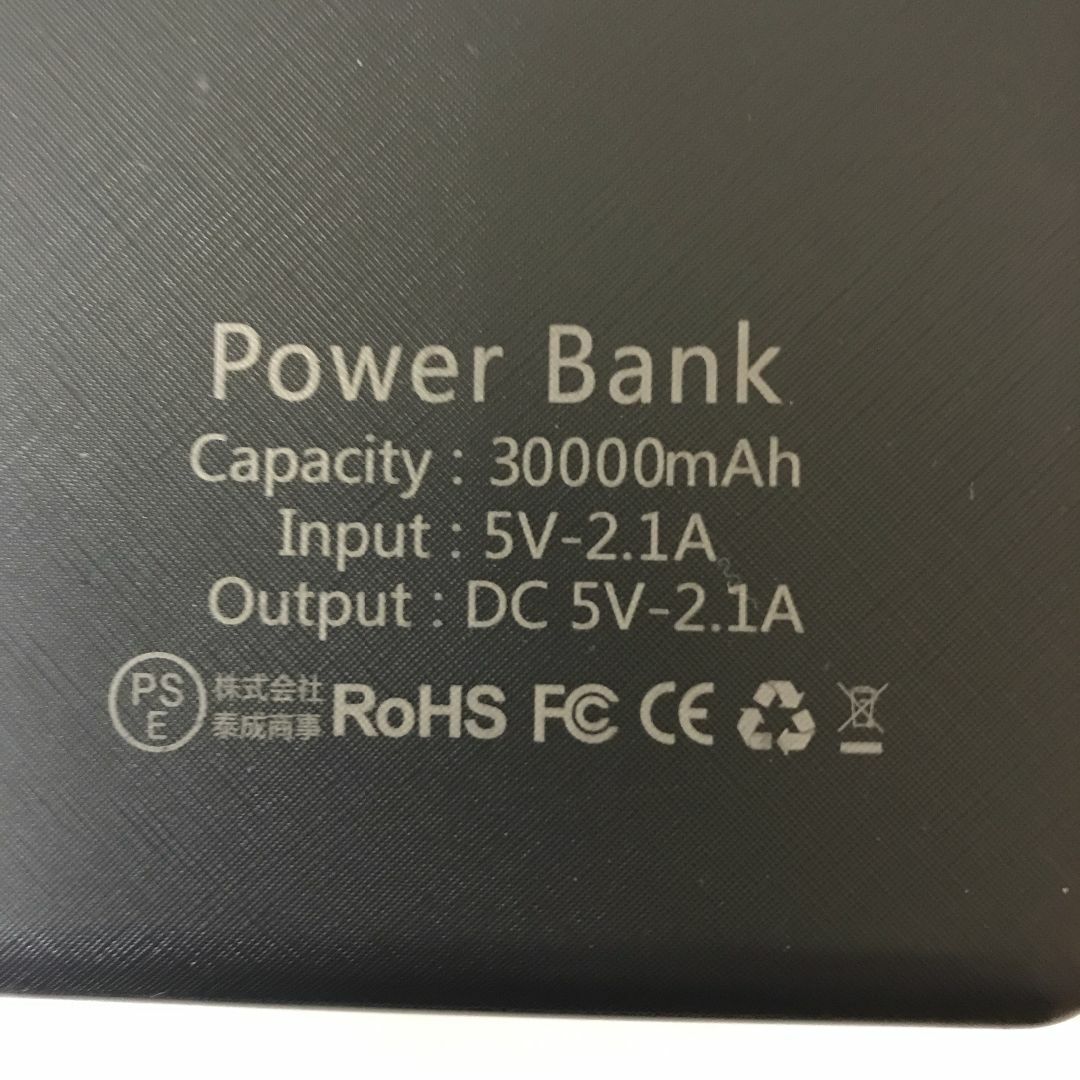 Power Bank
Capacity : 30000mAh
Input : 5V-2.1A
Output : DC 5V-2.1A
PS
E
株式会社
泰成商事
RoHS FC CE